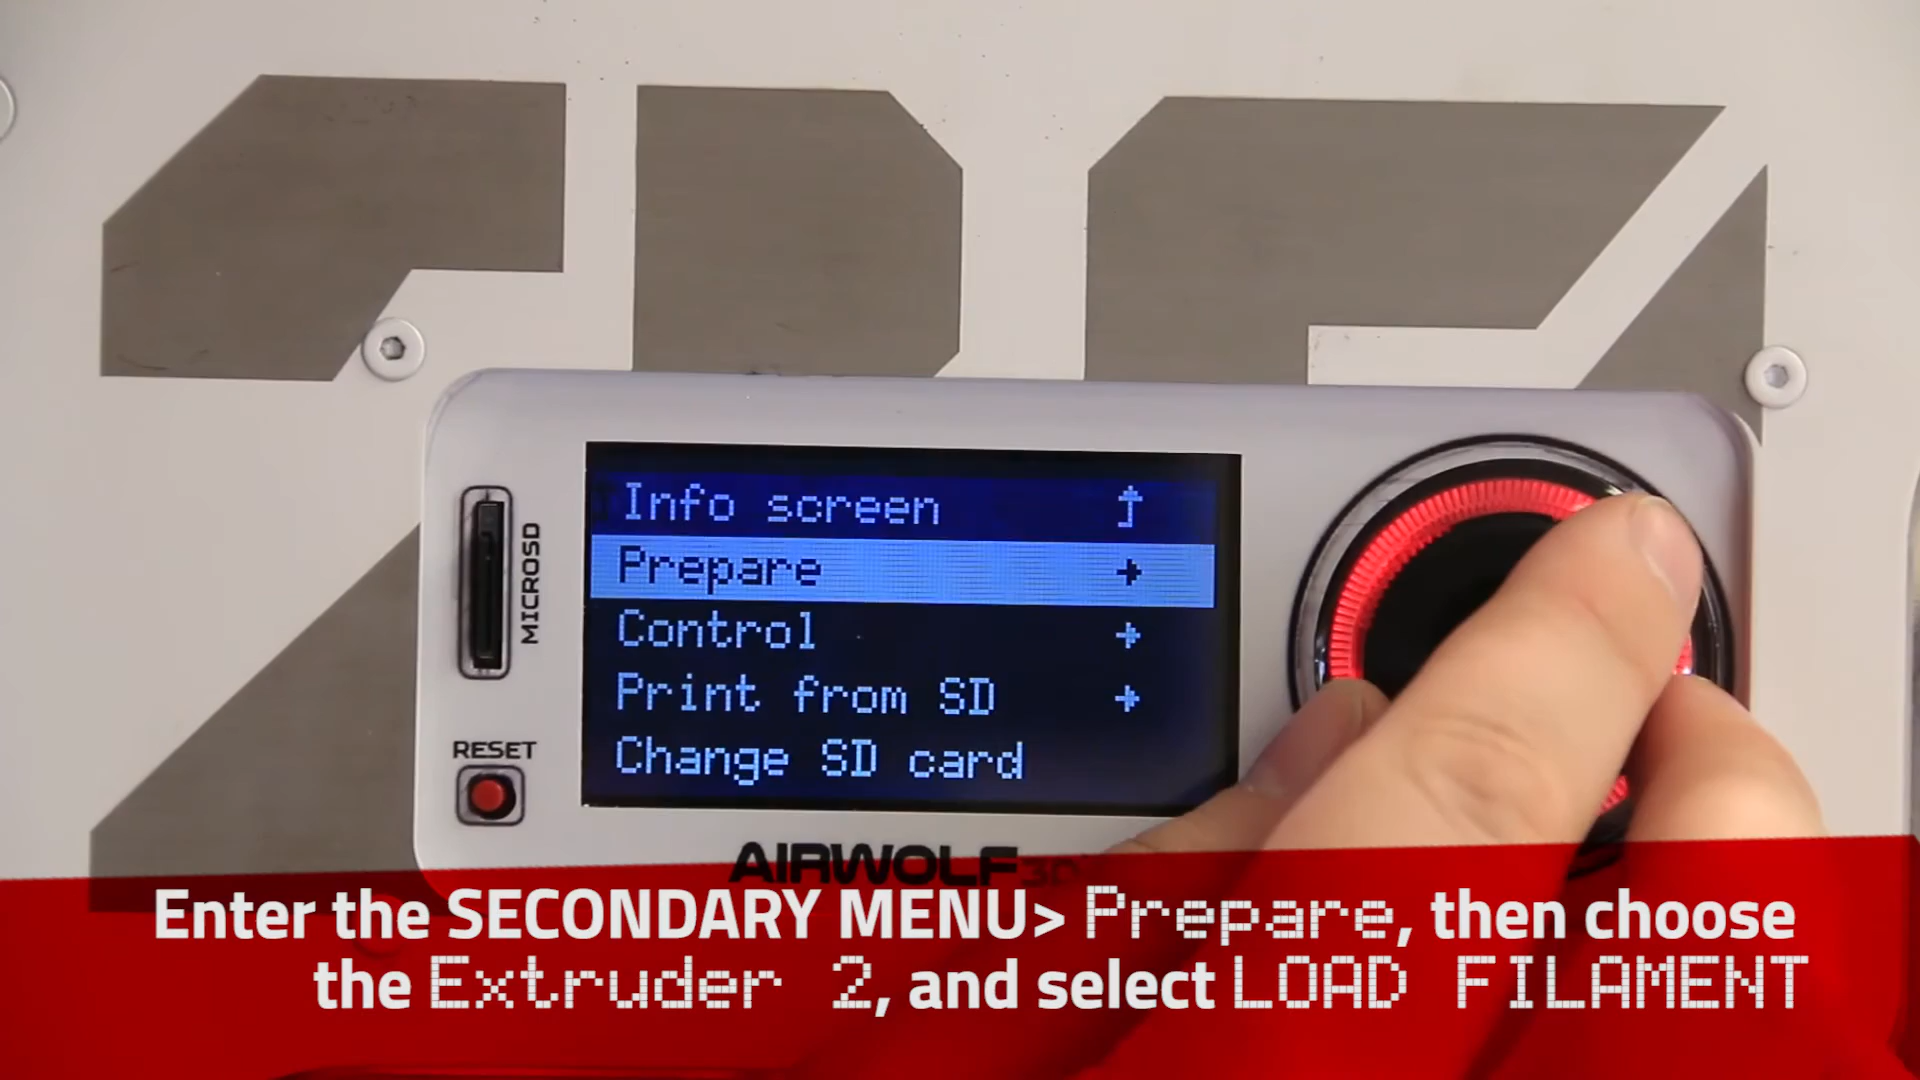 MICROSD
RESET
Info screen
Prepare
Control
Print from SD
Change SD card
AIRWOLF 3D
Enter the SECONDARY MENU> Prepare, then choose
the Extruder 2, and select LOAD FILAMENT